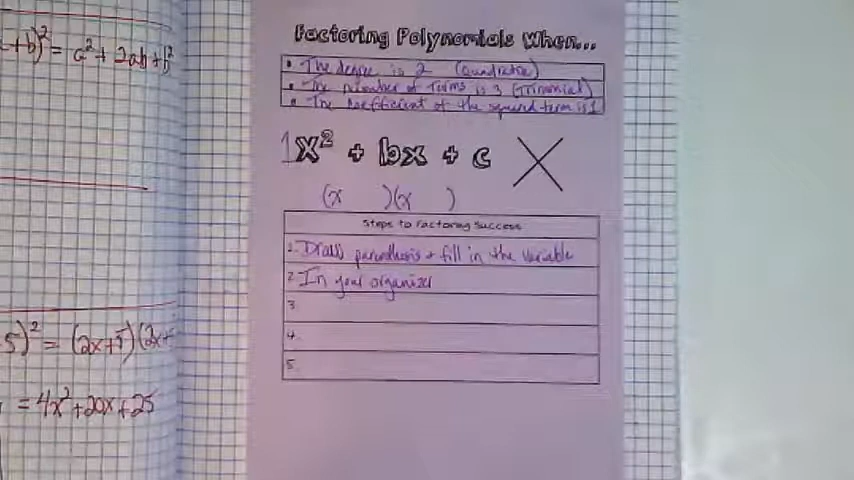 +b)² = a² + 2ab + b²
5)² = (2x+5)(2x+
= 4x² + 20x + 25
Factoring Polynomials When...
• The degree is 2 (Quadratic)
• The number of Terms is 3 (Trinomial)
• The coefficient of the squared term is 1
1x² + bx + c
(x )(x )
Steps to Factoring Success
1. Draw parenthesis + fill in the variable
2. In your organizer
3.
4.
5.